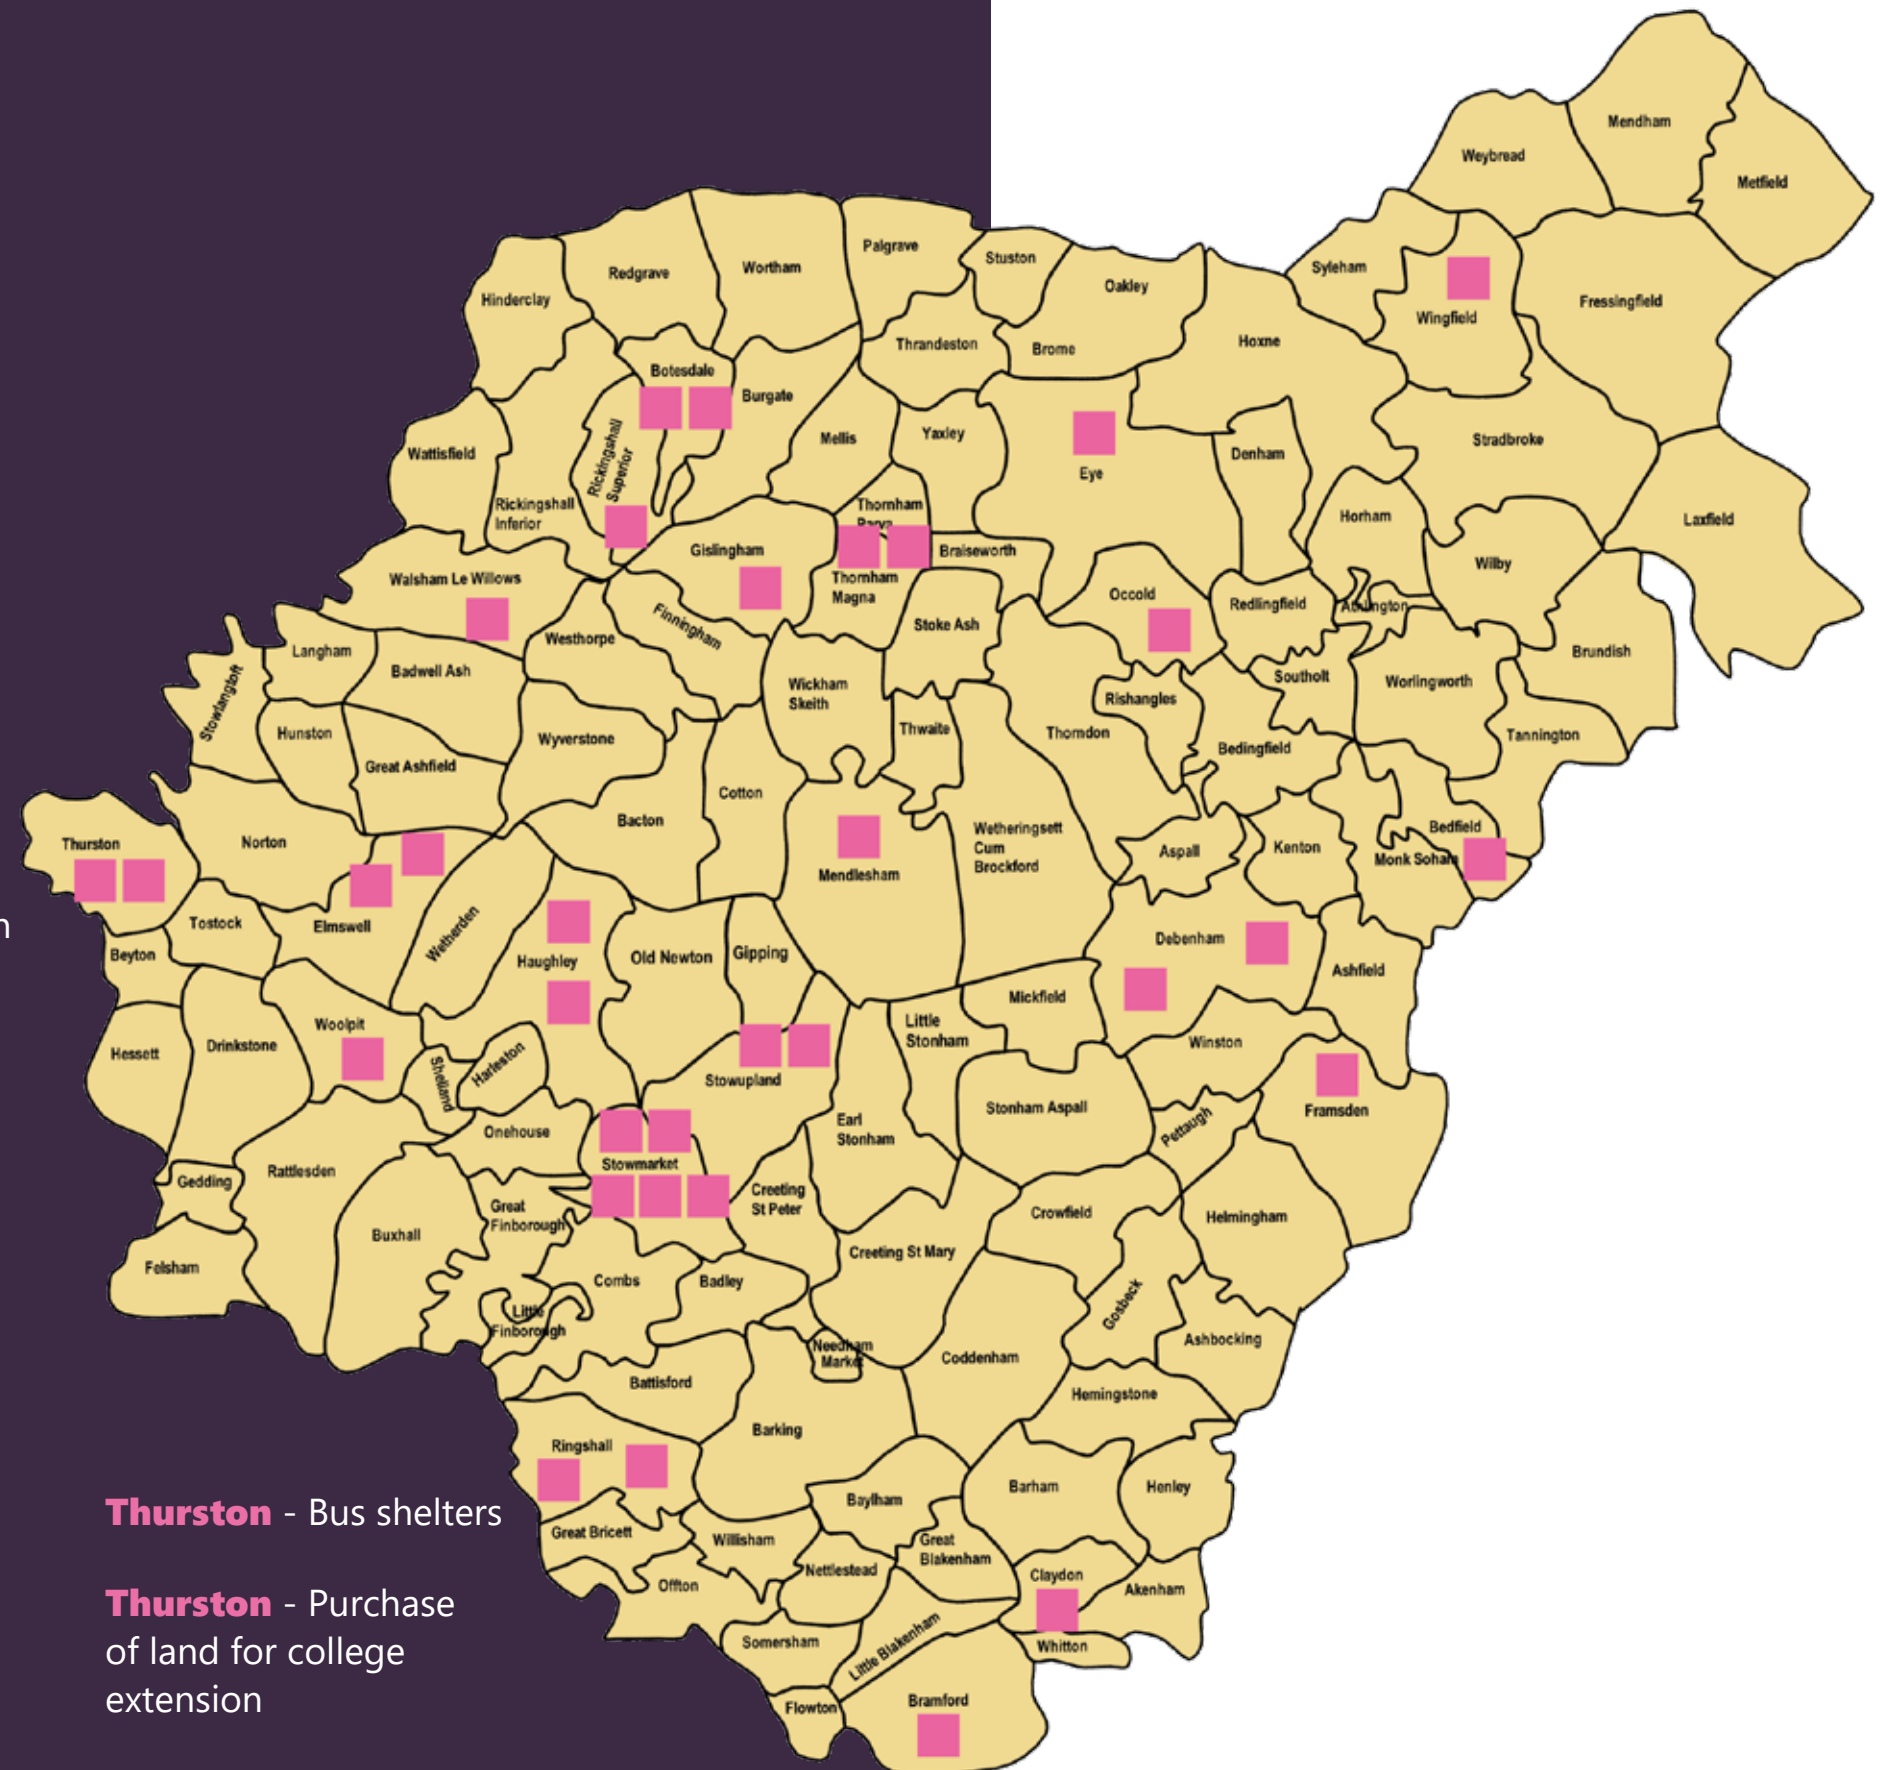 Mendham
Weybread
Metfield
Palgrave
Stuston
Syleham
Redgrave
Wortham
Oakley
Hinderclay
Fressingfield
Wingfield
Thrandeston
Brome
Hoxne
Botesdale
Burgate
Mellis
Yaxley
Stradbroke
Wattisfield
Rickingshall
Superior
Eye
Denham
Rickingshall
Inferior
Thornham
Parva
Horham
Laxfield
Gislingham
Braiseworth
Wilby
Walsham Le Willows
Thornham
Magna
Occold
Redlingfield
Athington
Finningham
Westhorpe
Stoke Ash
Langham
Brundish
Badwell Ash
Southolt
Worlingworth
Stowlangtoft
Wickham
Skeith
Rishangles
Hunston
Wyverstone
Thwaite
Thorndon
Bedingfield
Tannington
Great Ashfield
Cotton
Bacton
Thurston
Norton
Wetheringsett
Cum
Brockford
Aspall
Kenton
Bedfield
Monk Soham
Mendlesham
n
Tostock
Elmswell
Wetherden
Debenham
Beyton
Haughley
Old Newton
Gipping
Ashfield
Mickfield
Woolpit
Little
Stonham
Hessett
Drinkstone
Shelland
Harleston
Winston
Stowupland
Stonham Aspall
Framsden
Onehouse
Earl
Stonham
Pettaugh
Rattlesden
Stowmarket
Gedding
Great
Finborough
Creeting
St Peter
Crowfield
Helmingham
Buxhall
Creeting St Mary
Felsham
Combs
Badley
Gosbeck
Little
Finborough
Needham
Market
Ashbocking
Coddenham
Battisford
Hemingstone
Barking
Ringshall
Barham
Henley
Baylham
Great Bricett
Willisham
Great
Blakenham
Nettlestead
Offton
Claydon
Akenham
Somersham
Little Blakenham
Whitton
Flowton
Bramford
Thurston - Bus shelters
Thurston - Purchase
of land for college
extension